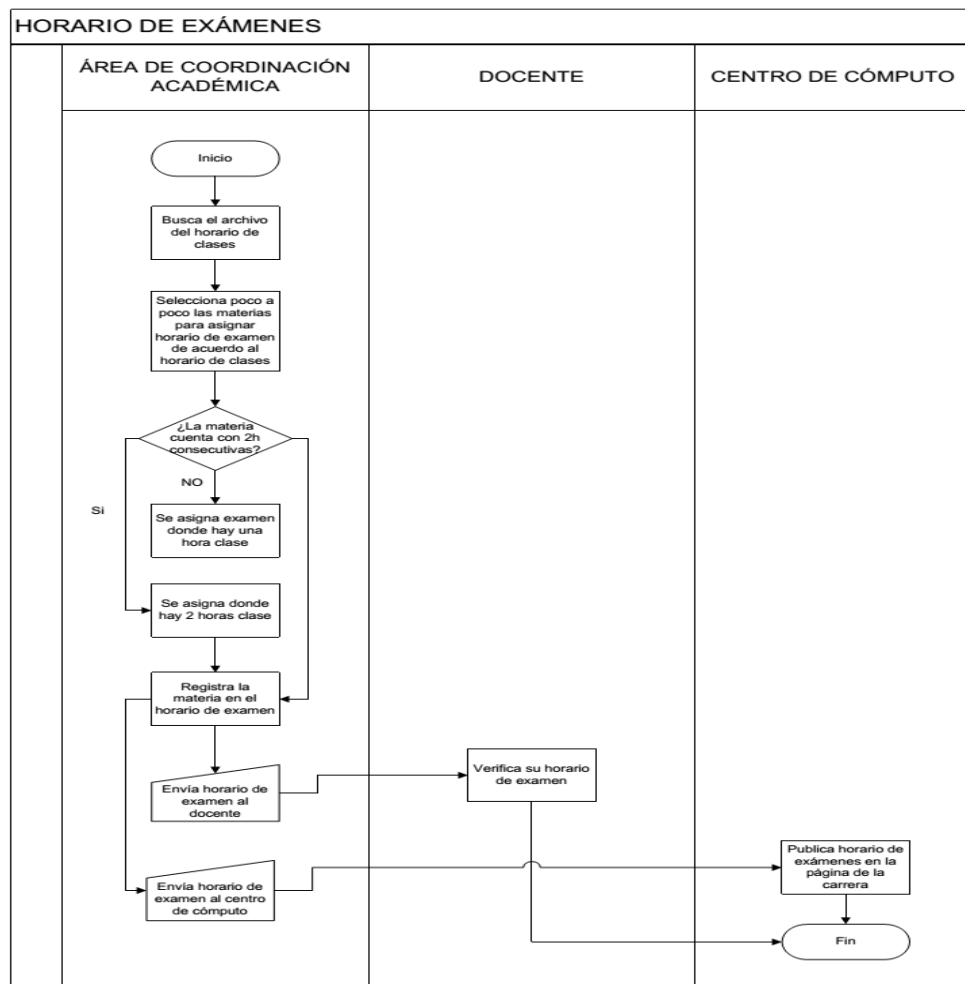 HORARIO DE EXÁMENES
ÁREA DE COORDINACIÓN
ACADÉMICA
DOCENTE
CENTRO DE CÓMPUTO
Inicio
Busca el archivo
del horario de
clases
Selecciona poco a
poco las materias
para asignar
horario de examen
de acuerdo al
horario de clases
¿La materia
cuenta con 2h
consecutivas?
NO
Si
Se asigna examen
donde hay una
hora clase
Se asigna donde
hay 2 horas clase
Registra la
materia en el
horario de examen
Envía horario de
examen al
docente
Verifica su horario
de examen
Envía horario de
examen al centro
de cómputo
Publica horario de
exámenes en la
página de la
carrera
Fin